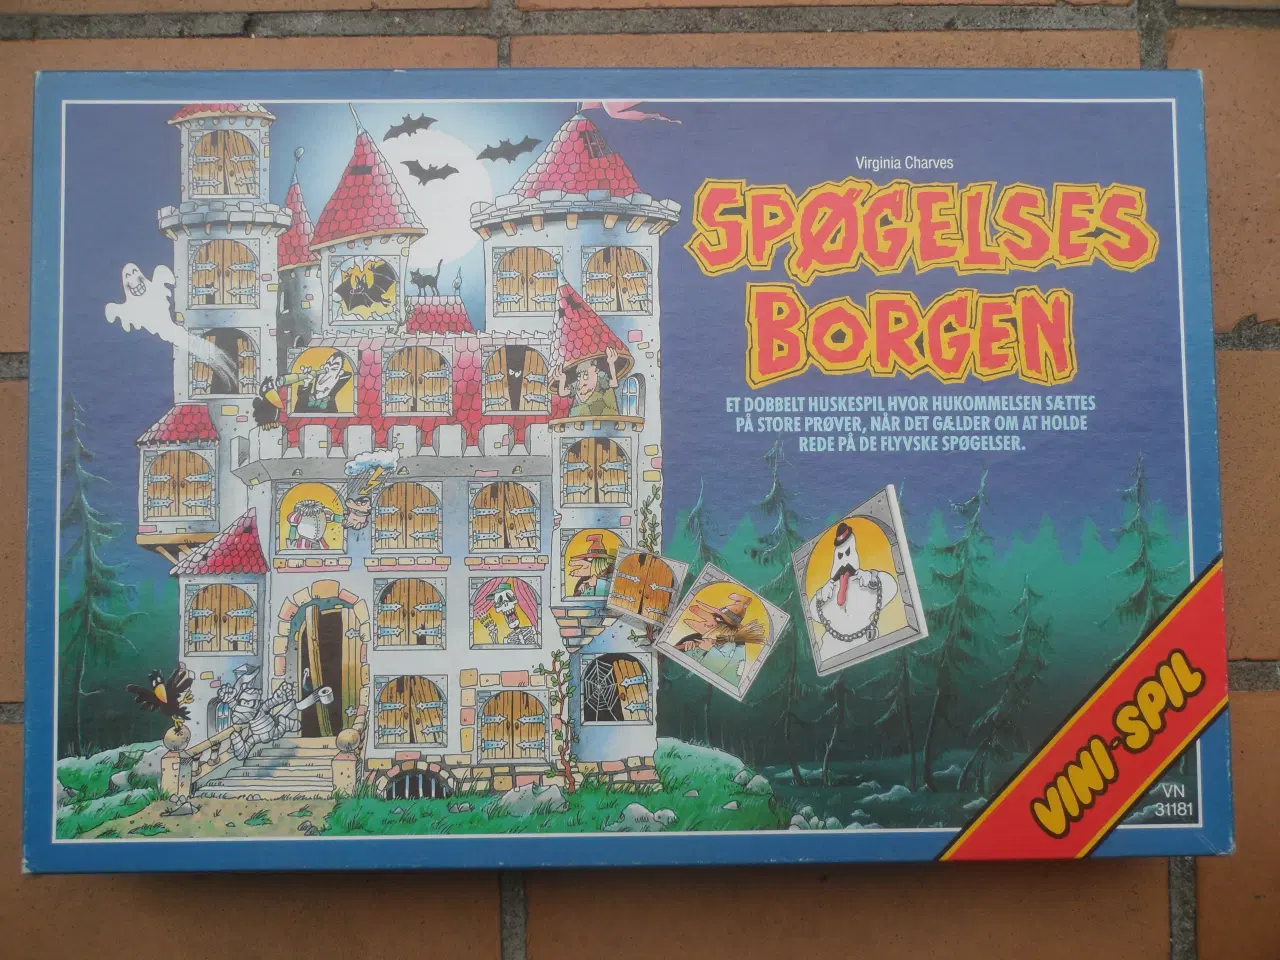 Virginia Charves
SPØGELSES
BORGEN
ET DOBBELT HUSKESPIL HVOR HUKOMMELSEN SÆTTES
PÅ STORE PRØVER, NÅR DET GÆLDER OM AT HOLDE
REDE PÅ DE FLYVSKE SPØGELSER.
VINI-SPIL
VN
31181